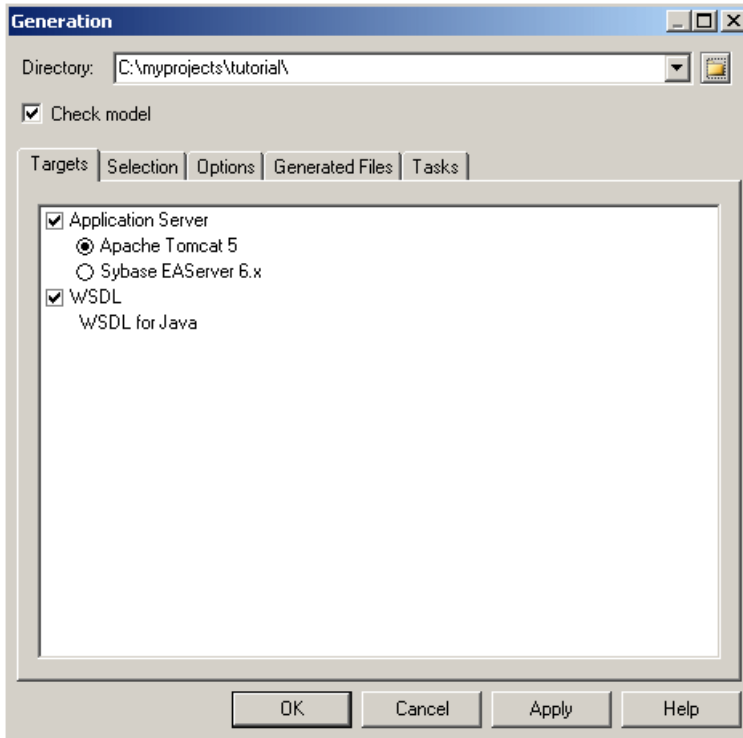 Generation
Directory: C:\myprojects\tutorial\
Check model
Targets Selection Options Generated Files Tasks
Application Server
Apache Tomcat 5
Sybase EAServer 6.x
WSDL
WSDL for Java
OK Cancel Apply Help